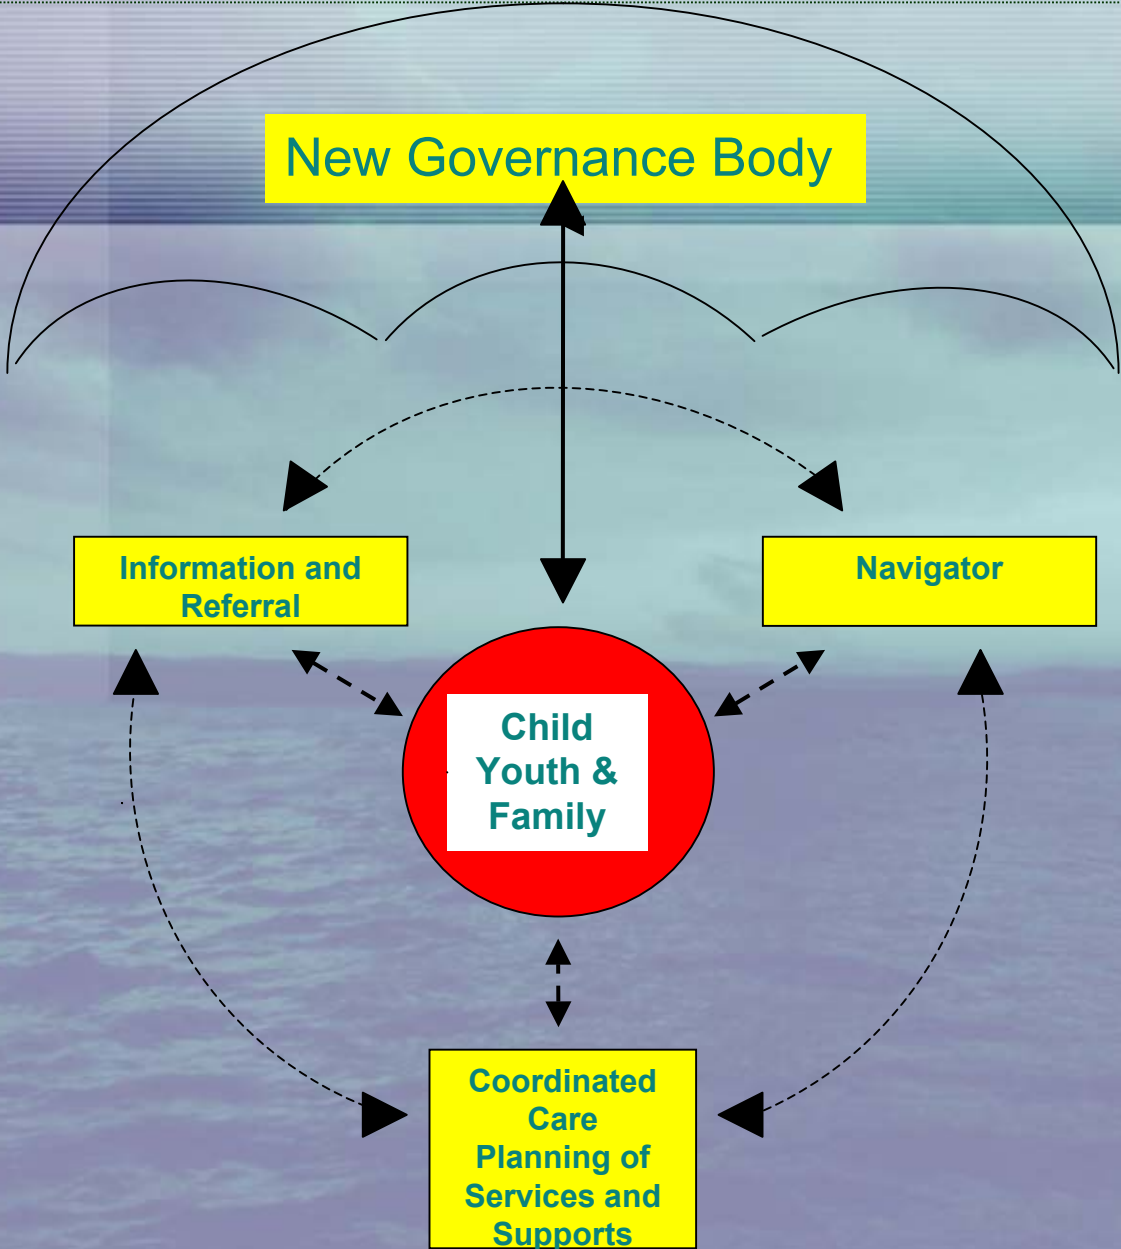 New Governance Body
Information and
Referral
Navigator
Child
Youth &
Family
Coordinated
Care
Planning of
Services and
Supports